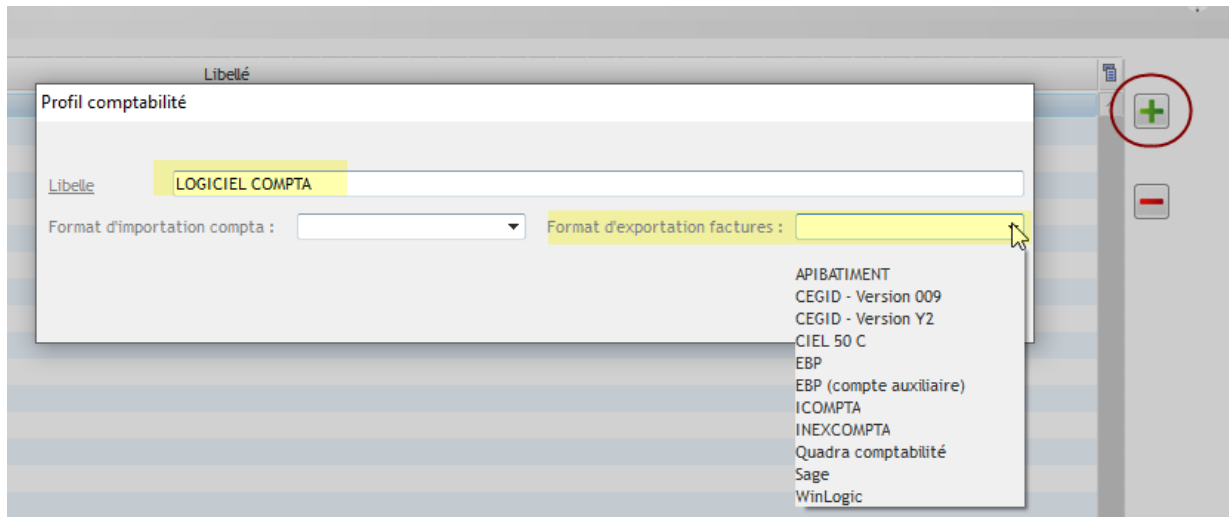 Libellé
Profil comptabilité
Libelle LOGICIEL COMPTA
Format d'importation compta : Format d'exportation factures :
APIBATIMENT
CEGID - Version 009
CEGID - Version Y2
CIEL 50 C
EBP
EBP (compte auxiliaire)
ICOMPTA
INEXCOMPTA
Quadra comptabilité
Sage
WinLogic